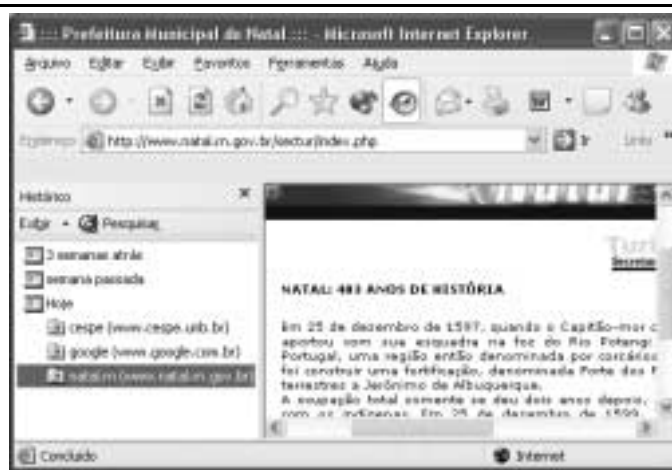 ::: Prefeitura Municipal de Natal ::: - Microsoft Internet Explorer
Arquivo Editar Exibir Favoritos Ferramentas Ajuda
Endereço http://www.natal.rn.gov.br/sectur/index.php Ir Links »
Histórico ×
Exibir Pesquisar
3 semanas atrás
semana passada
Hoje
cespe (www.cespe.unb.br)
google (www.google.com.br)
natal.rn (www.natal.rn.gov.br)
Secretar
NATAL: 403 ANOS DE HISTÓRIA
Em 25 de dezembro de 1597, quando o Capitão-mor
aportou com sua esquadra na foz do Rio Poteng
Portugal, uma região então denominada por corsários
foi construir uma fortificação, denominada Forte dos
terrestres a Jerônimo de Albuquerque.
A ocupação total somente se deu dois anos depois,
com os indígenas. Em 25 de dezembro de 1599
Concluído Internet